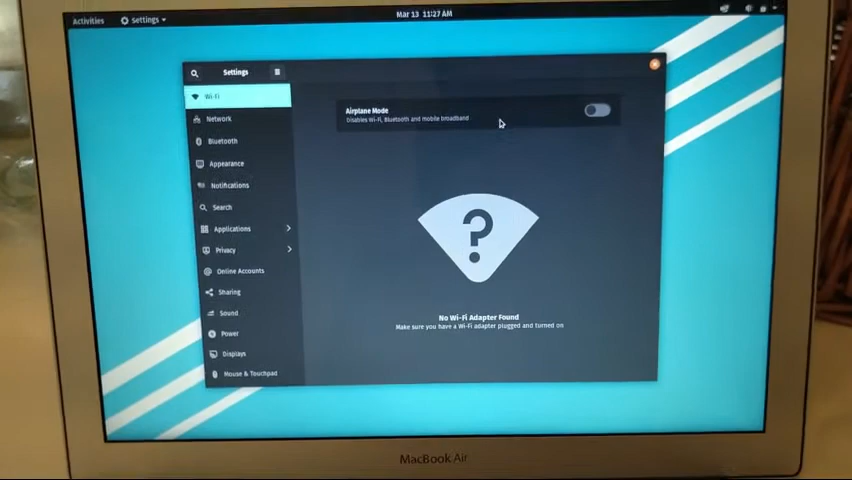 Activities
Settings
Mar 13 11:27 AM
Settings
Wi-Fi
Airplane Mode
Disables Wi-Fi, Bluetooth and mobile broadband
Network
Bluetooth
Appearance
Notifications
Search
Applications
Privacy
Online Accounts
Sharing
Sound
Power
Displays
Mouse & Touchpad
?
No Wi-Fi Adapter Found
Make sure you have a Wi-Fi adapter plugged and turned on
MacBook Air